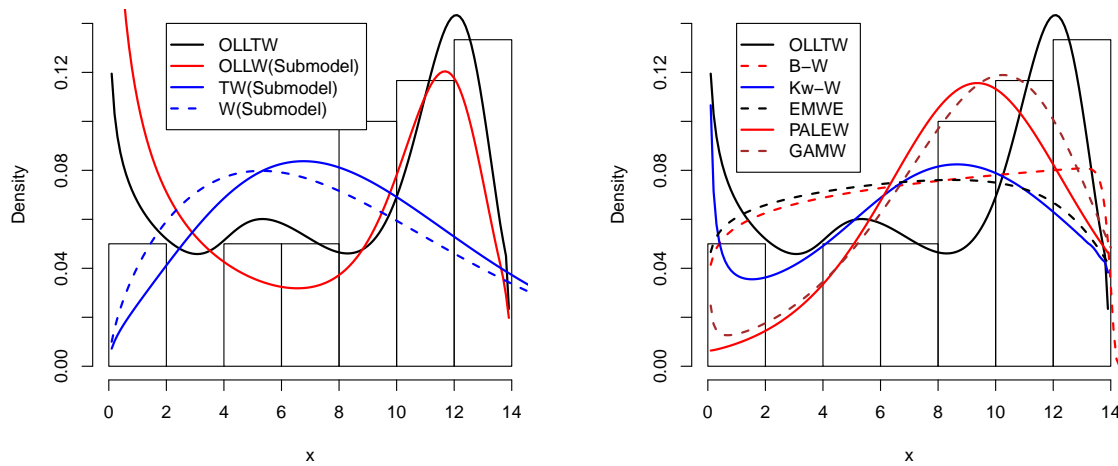 OLLTW
OLLW(Submodel)
TW(Submodel)
W(Submodel)
Density
0.00
0.04
0.08
0.12
0 2 4 6 8 10 12 14
x
OLLTW
B−W
Kw−W
EMWE
PALEW
GAMW
Density
0.00
0.04
0.08
0.12
0 2 4 6 8 10 12 14
x